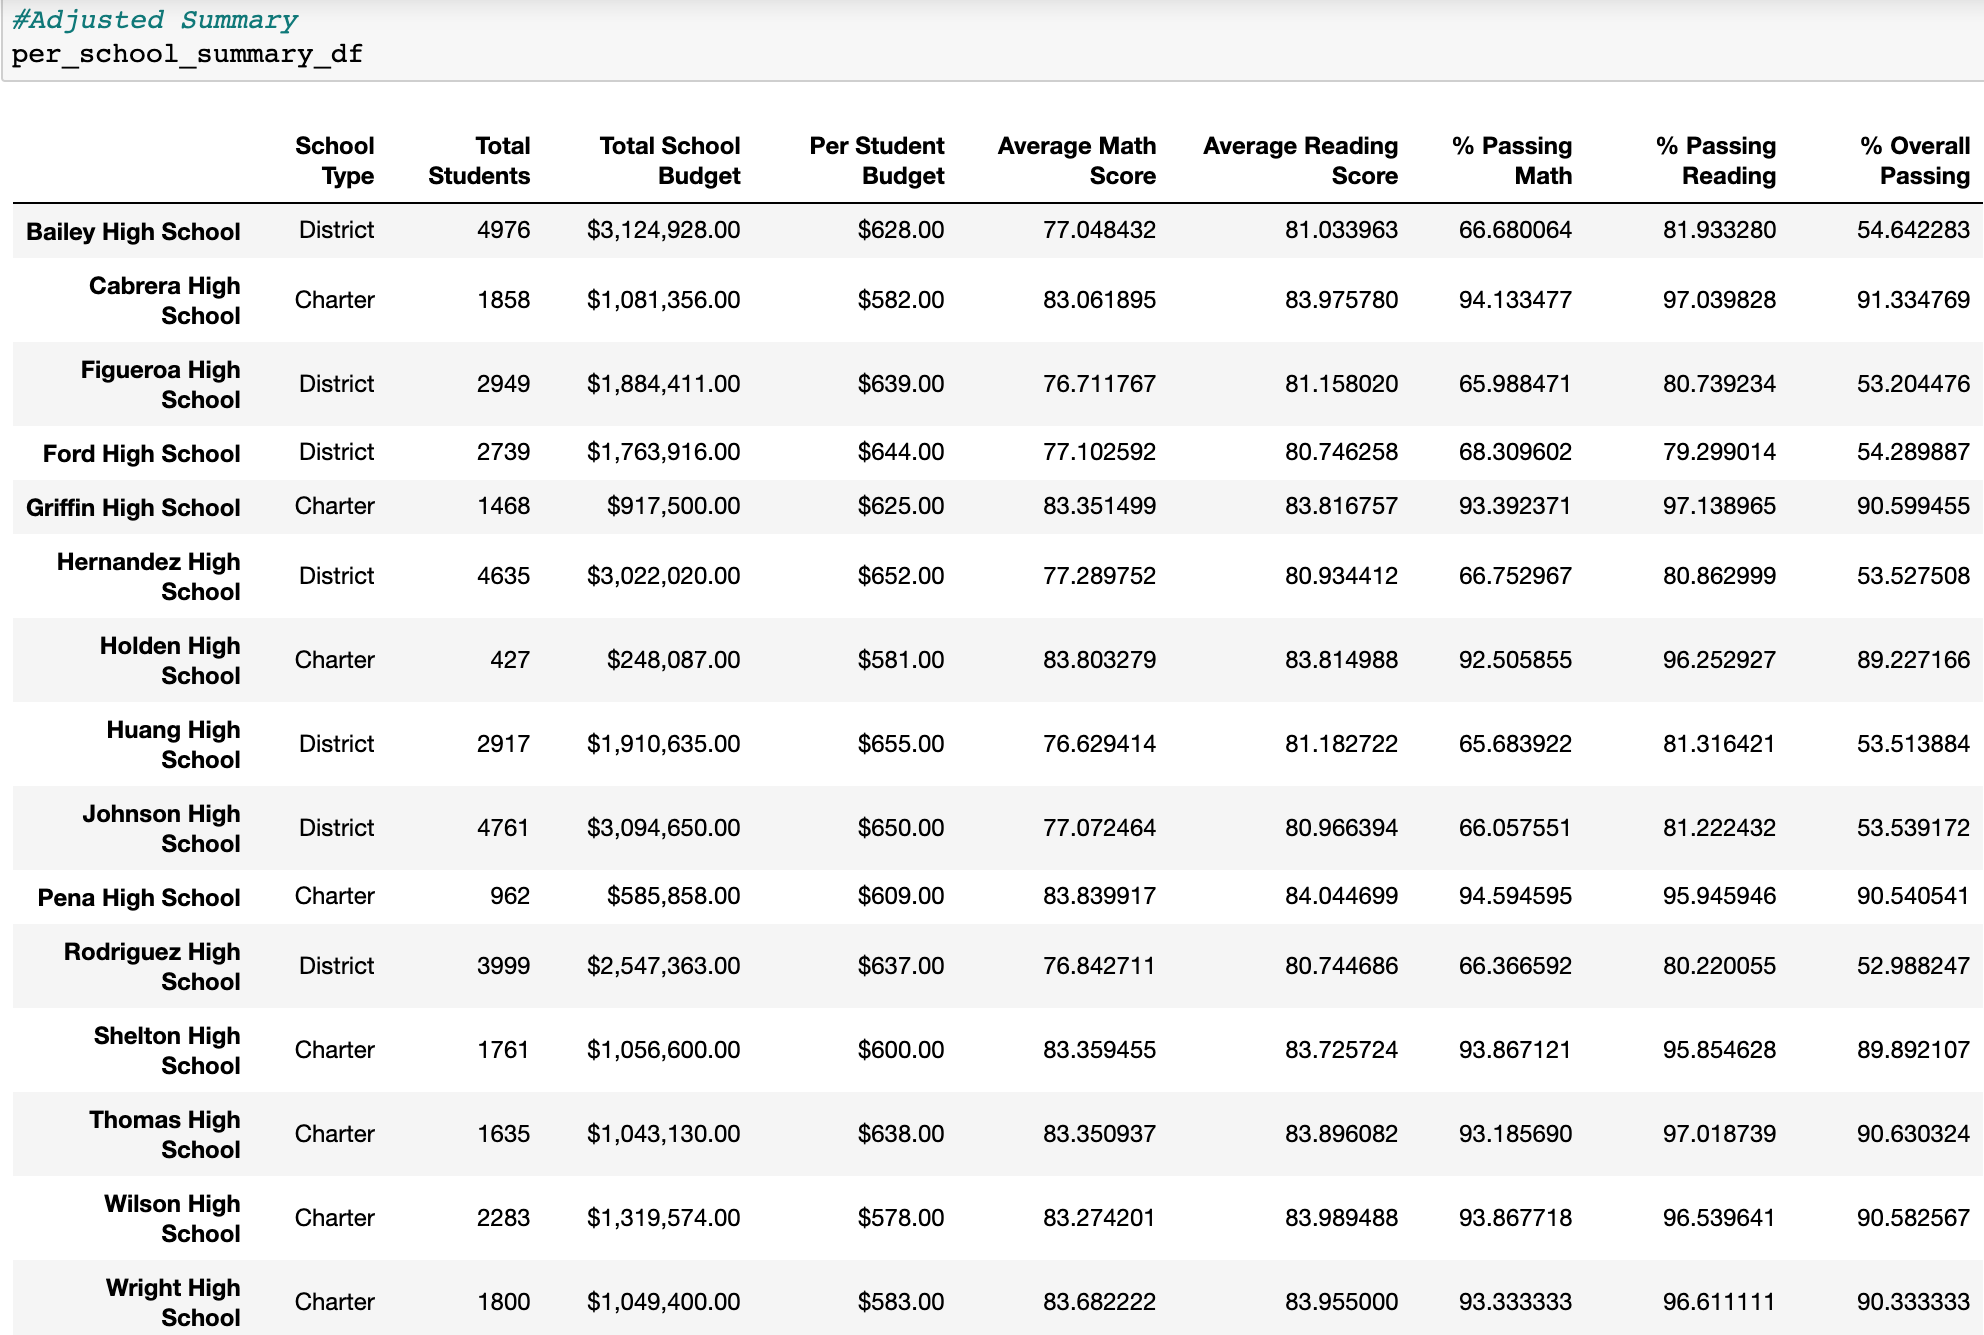 #Adjusted Summary
per_school_summary_df
School Type Total Students Total School Budget Per Student Budget Average Math Score Average Reading Score % Passing Math % Passing Reading % Overall Passing
Bailey High School District 4976 $3,124,928.00 $628.00 77.048432 81.033963 66.680064 81.933280 54.642283
Cabrera High School Charter 1858 $1,081,356.00 $582.00 83.061895 83.975780 94.133477 97.039828 91.334769
Figueroa High School District 2949 $1,884,411.00 $639.00 76.711767 81.158020 65.988471 80.739234 53.204476
Ford High School District 2739 $1,763,916.00 $644.00 77.102592 80.746258 68.309602 79.299014 54.289887
Griffin High School Charter 1468 $917,500.00 $625.00 83.351499 83.816757 93.392371 97.138965 90.599455
Hernandez High School District 4635 $3,022,020.00 $652.00 77.289752 80.934412 66.752967 80.862999 53.527508
Holden High School Charter 427 $248,087.00 $581.00 83.803279 83.814988 92.505855 96.252927 89.227166
Huang High School District 2917 $1,910,635.00 $655.00 76.629414 81.182722 65.683922 81.316421 53.513884
Johnson High School District 4761 $3,094,650.00 $650.00 77.072464 80.966394 66.057551 81.222432 53.539172
Pena High School Charter 962 $585,858.00 $609.00 83.839917 84.044699 94.594595 95.945946 90.540541
Rodriguez High School District 3999 $2,547,363.00 $637.00 76.842711 80.744686 66.366592 80.220055 52.988247
Shelton High School Charter 1761 $1,056,600.00 $600.00 83.359455 83.725724 93.867121 95.854628 89.892107
Thomas High School Charter 1635 $1,043,130.00 $638.00 83.350937 83.896082 93.185690 97.018739 90.630324
Wilson High School Charter 2283 $1,319,574.00 $578.00 83.274201 83.989488 93.867718 96.539641 90.582567
Wright High School Charter 1800 $1,049,400.00 $583.00 83.682222 83.955000 93.333333 96.611111 90.333333